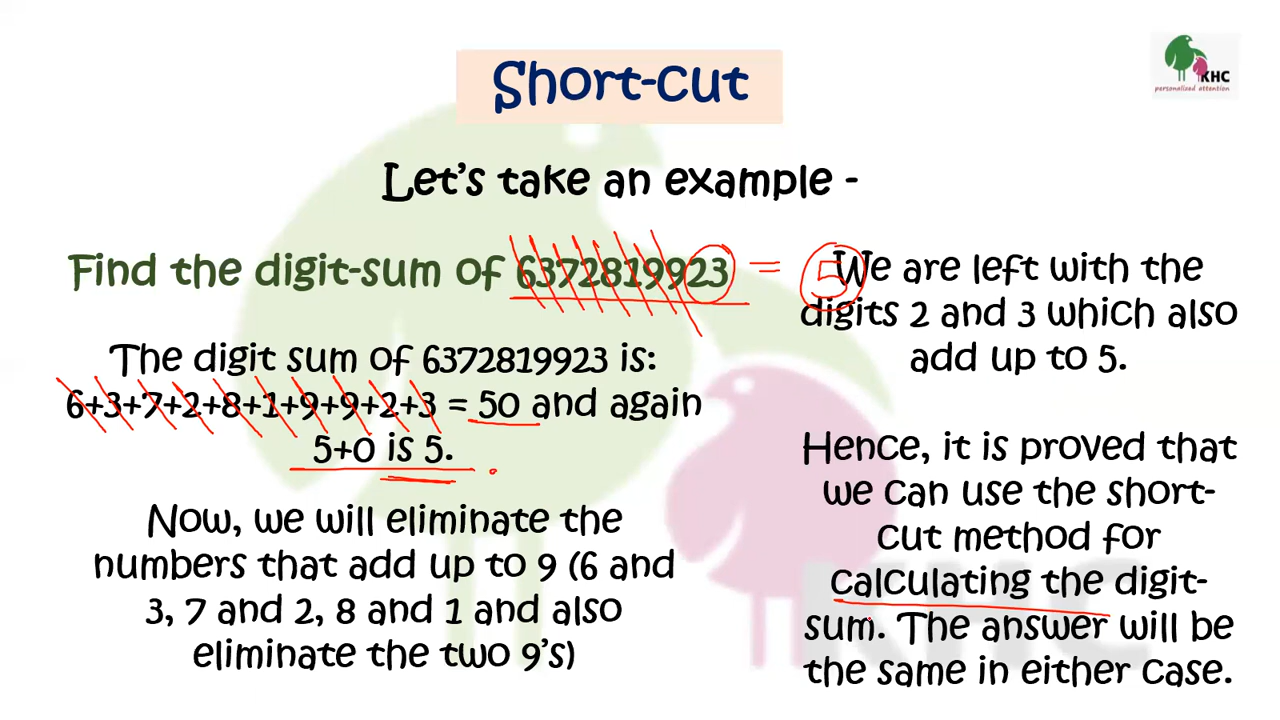 KHC
personalized attention
Short-cut
Let's take an example -
Find the digit-sum of 6372819923 = 5
The digit sum of 6372819923 is:
6+3+7+2+8+1+9+9+2+3 = 50 and again
5+0 is 5.
Now, we will eliminate the
numbers that add up to 9 (6 and
3, 7 and 2, 8 and 1 and also
eliminate the two 9's)
We are left with the
digits 2 and 3 which also
add up to 5.
Hence, it is proved that
we can use the short-
cut method for
calculating the digit-
sum. The answer will be
the same in either case.
KHC